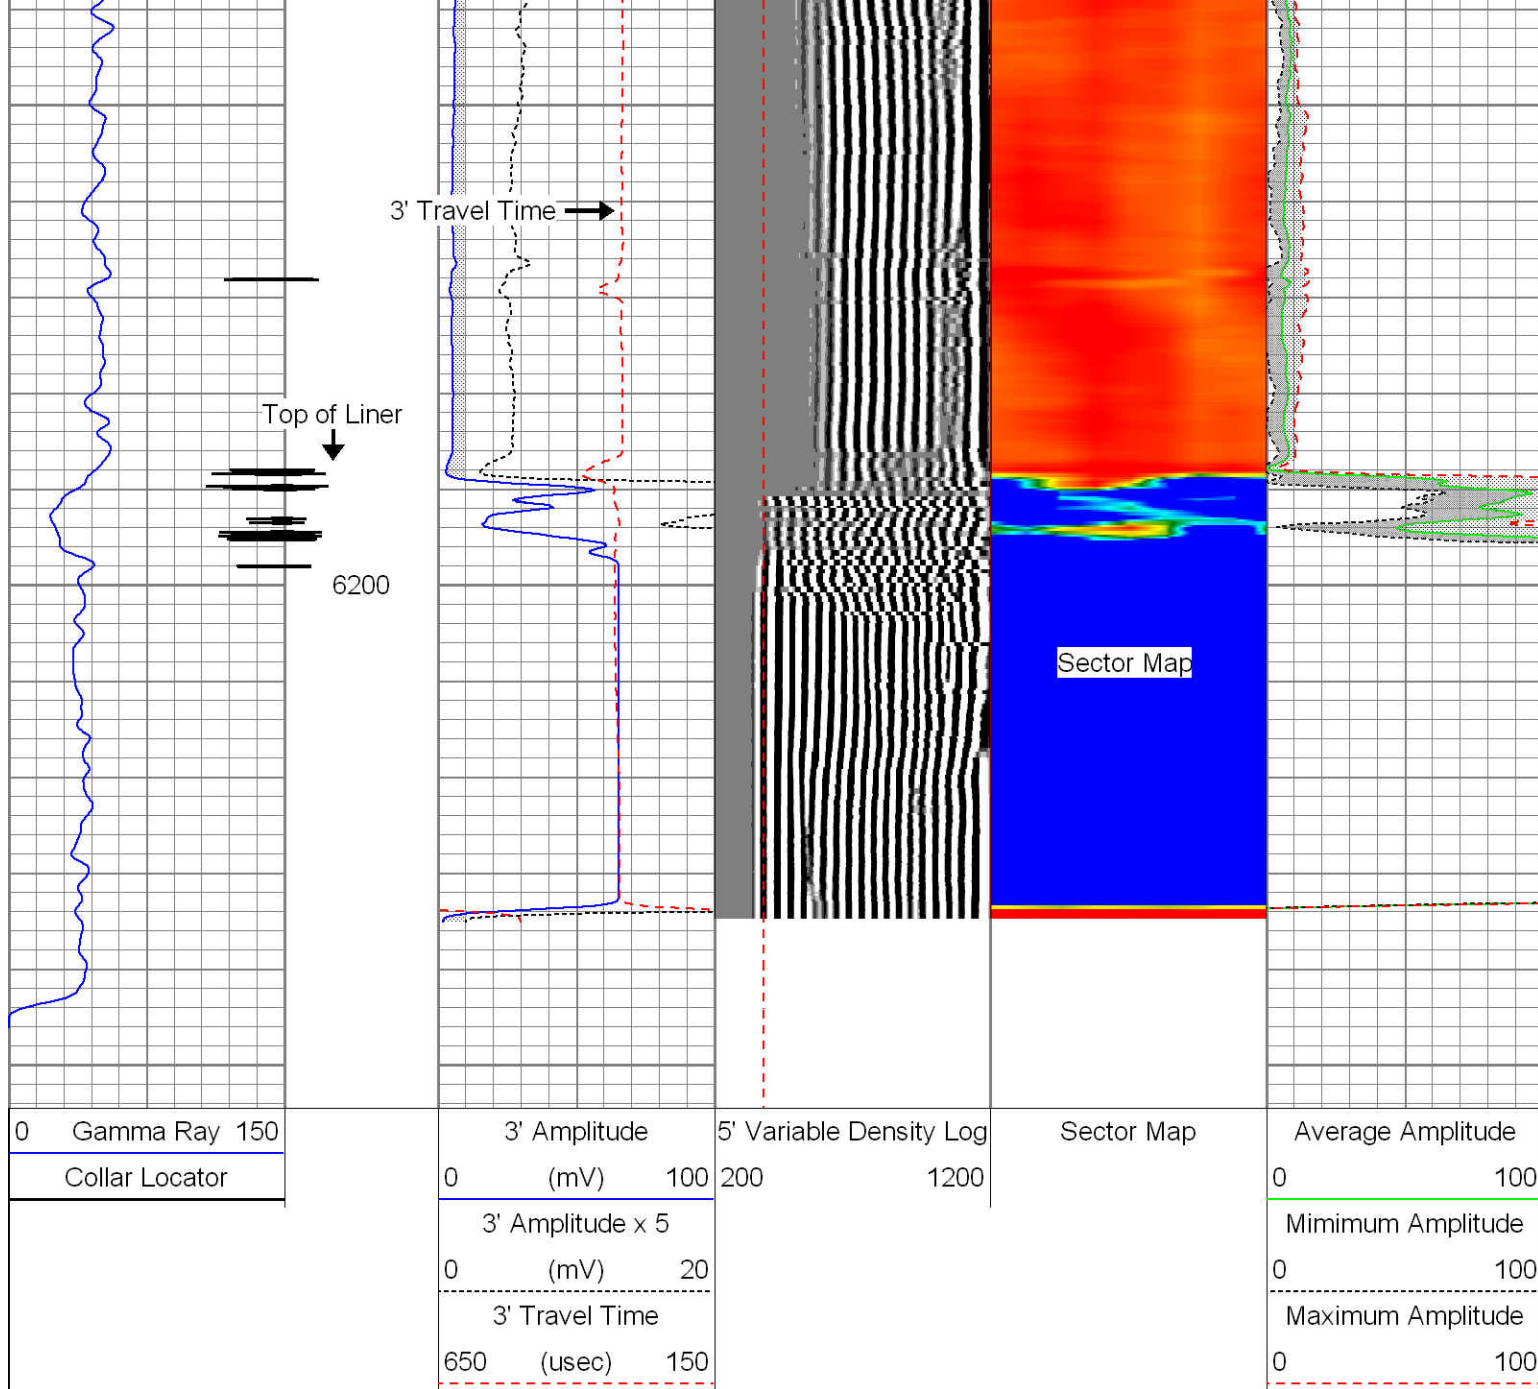 3' Travel Time
Top of Liner
6200
Sector Map
0 Gamma Ray 150
Collar Locator
3' Amplitude
0 (mV) 100
3' Amplitude x 5
0 (mV) 20
3' Travel Time
650 (usec) 150
5' Variable Density Log
200 1200
Sector Map
Average Amplitude
0 100
Mimimum Amplitude
0 100
Maximum Amplitude
0 100